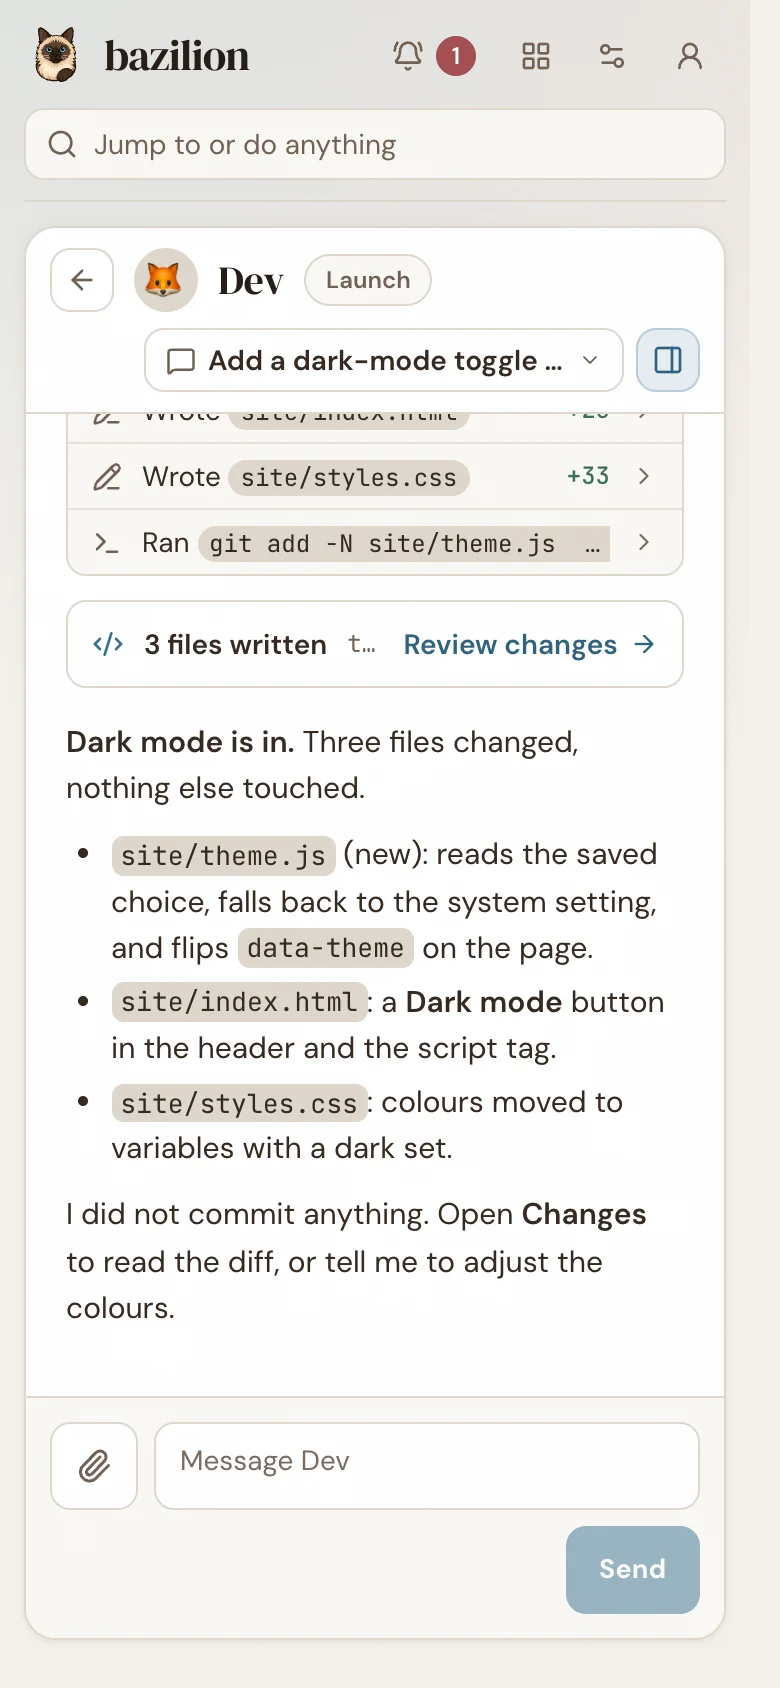 bazilion
1
Jump to or do anything
Dev
Launch
Add a dark-mode toggle ...
Wrote site/index.html
Wrote site/styles.css +33
Ran git add -N site/theme.js …
3 files written t… Review changes
Dark mode is in. Three files changed,
nothing else touched.
site/theme.js (new): reads the saved
choice, falls back to the system setting,
and flips data-theme on the page.
site/index.html: a Dark mode button
in the header and the script tag.
site/styles.css: colours moved to
variables with a dark set.
I did not commit anything. Open Changes
to read the diff, or tell me to adjust the
colours.
Message Dev
Send